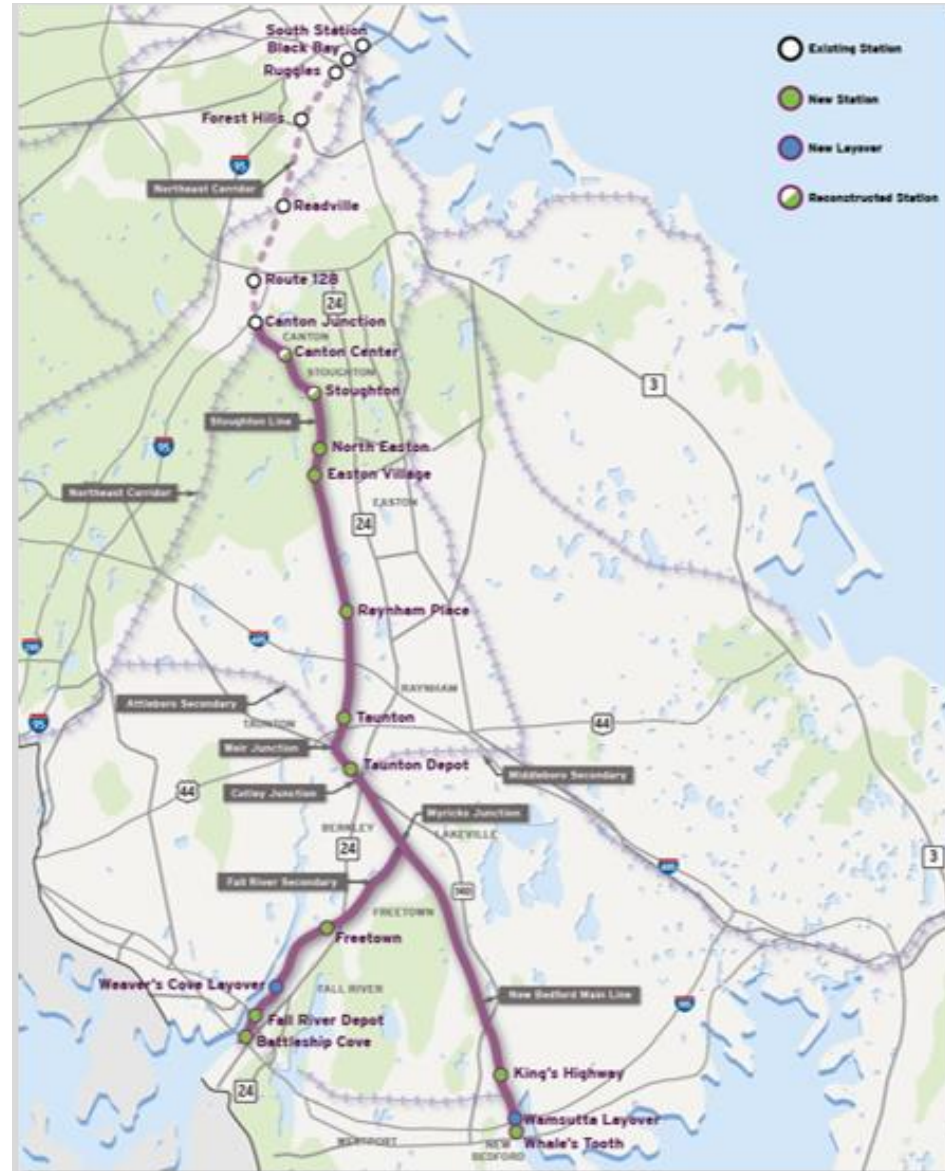 South Station
Black Bay
Ruggles
Existing Station
New Station
New Layover
Reconstructed Station
Forest Hills
95
Northeast Corridor
Readville
Route 128
24
Canton Junction
CANTON
Canton Center
STOUGHTON
Stoughton
3
Stoughton Line
95
North Easton
Easton Village
Northeast Corridor
EASTON
24
Raynham Place
495
295
RAYNHAM
Attleboro Secondary
TAUNTON
Taunton
44
95
Weir Junction
Taunton Depot
Middleboro Secondary
Cotley Junction
44
Myricks Junction
BERKLEY
LAKEVILLE
24
3
495
Fall River Secondary
140
FREETOWN
Freetown
Weaver's Cove Layover
FALL RIVER
New Bedford Main Line
Fall River Depot
Battleship Cove
King's Highway
24
Wamsutta Layover
Whale's Tooth
WESTPORT
NEW
BEDFORD